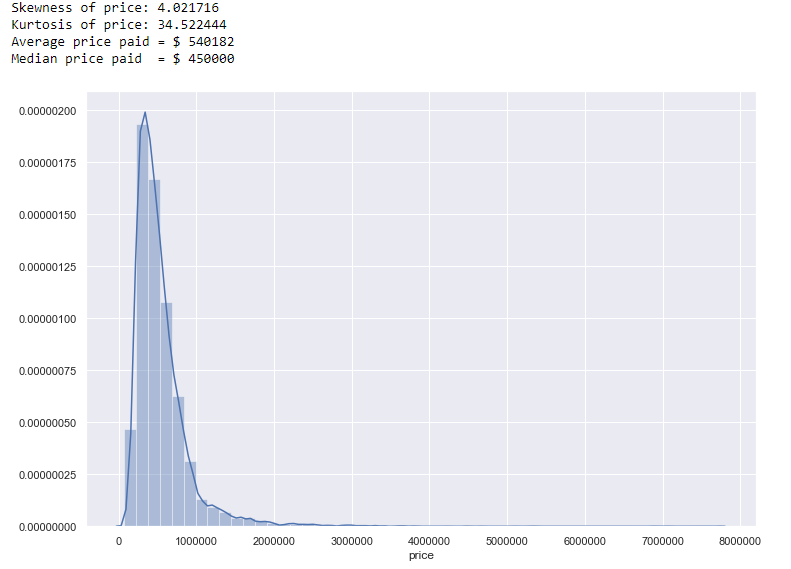 Skewness of price: 4.021716
Kurtosis of price: 34.522444
Average price paid = $ 540182
Median price paid  = $ 450000
0.00000200
0.00000175
0.00000150
0.00000125
0.00000100
0.00000075
0.00000050
0.00000025
0.00000000
0 1000000 2000000 3000000 4000000 5000000 6000000 7000000 8000000
price